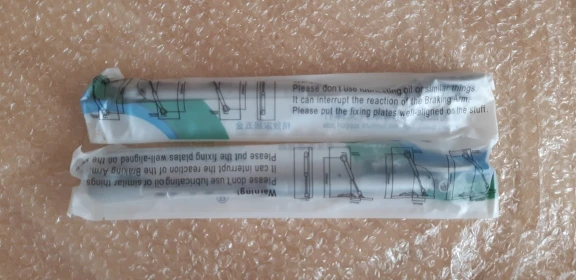 Please don't use lubricating oil or similar things.
It can interrupt the reaction of the Braking Arm.
Please put the fixing plates well-aligned on the stuff.
Warning!
Please don't use lubricating oil or similar things
It can interrupt the reaction of the Braking Arm
Please put the fixing plates well-aligned on the